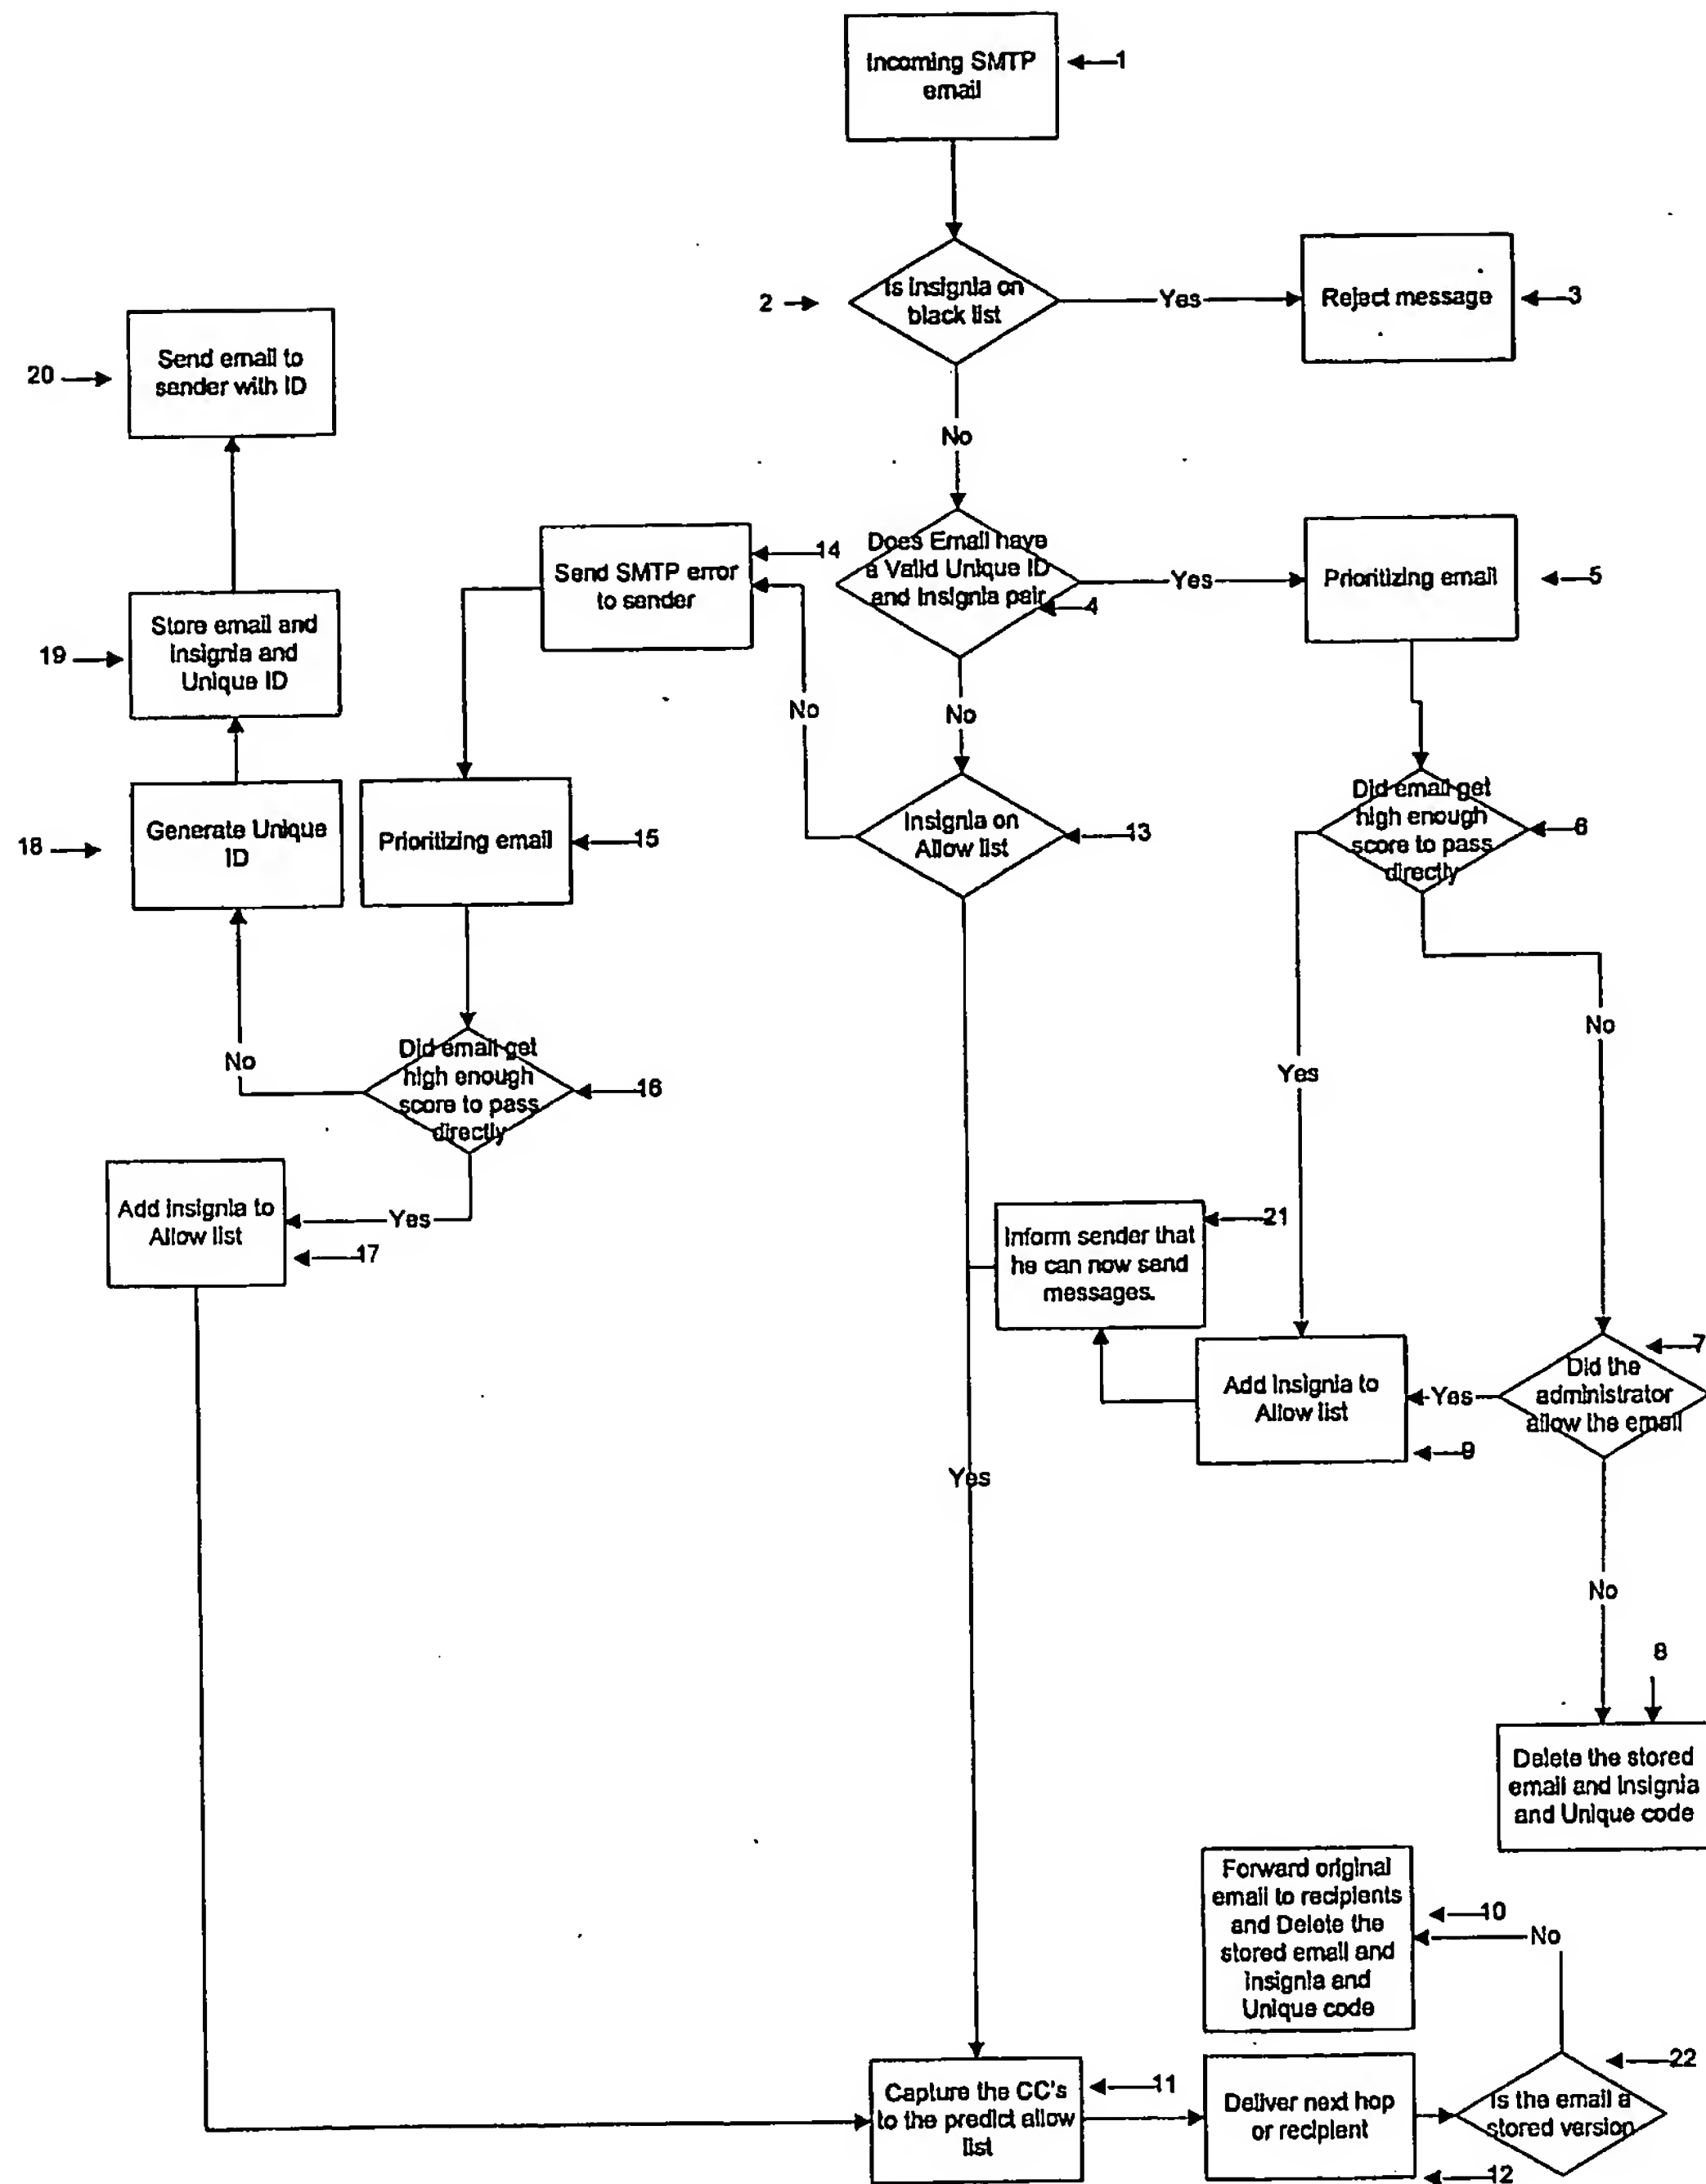 Incoming SMTP
email
1
Is insignia on
black list
2
Yes
Reject message
3
No
Send email to
sender with ID
20
Does Email have
a Valid Unique ID
and Insignia pair
4
Yes
Prioritizing email
5
Send SMTP error
to sender
14
Store email and
Insignia and
Unique ID
19
No
No
Generate Unique
ID
18
Prioritizing email
15
Insignia on
Allow list
13
Did email get
high enough
score to pass
directly
6
No
Yes
No
Did email get
high enough
score to pass
directly
16
Add insignia to
Allow list
17
Yes
Inform sender that
he can now send
messages.
21
Add Insignia to
Allow list
9
Yes
Did the
administrator
allow the email
7
Yes
No
8
Delete the stored
email and Insignia
and Unique code
Forward original
email to recipients
and Delete the
stored email and
Insignia and
Unique code
10
No
Capture the CC's
to the predict allow
list
11
Deliver next hop
or recipient
12
Is the email a
stored version
22